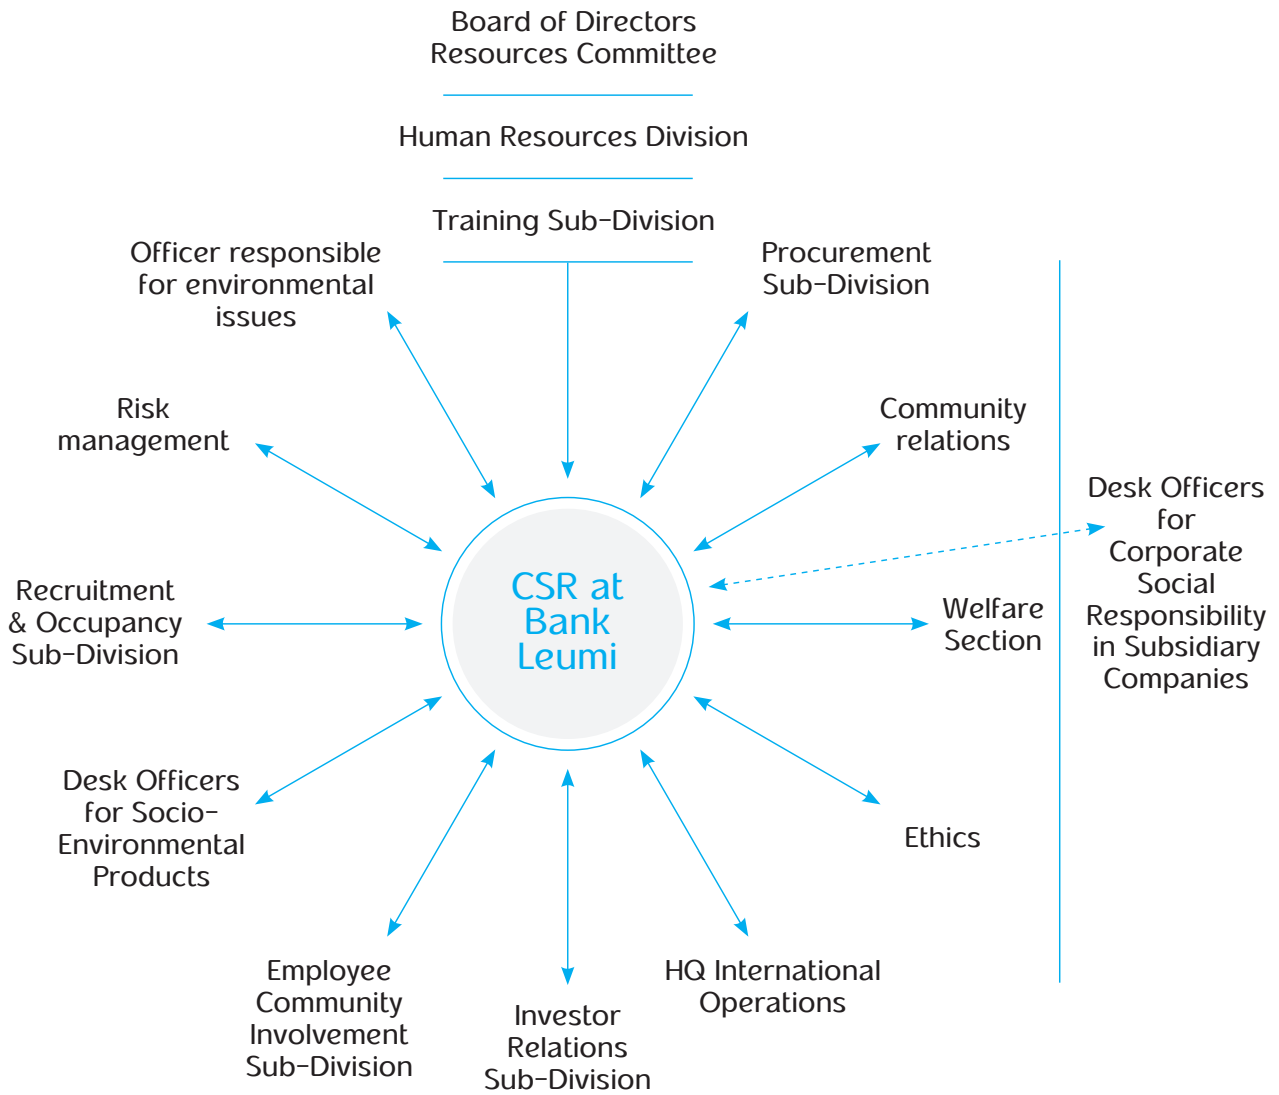 Board of Directors
Resources Committee
Human Resources Division
Training Sub-Division
Officer responsible
for environmental
issues
Procurement
Sub-Division
Risk
management
Community
relations
Desk Officers
for
Corporate
Social
Responsibility
in Subsidiary
Companies
CSR at
Bank
Leumi
Recruitment
& Occupancy
Sub-Division
Welfare
Section
Desk Officers
for Socio-
Environmental
Products
Ethics
Employee
Community
Involvement
Sub-Division
Investor
Relations
Sub-Division
HQ International
Operations